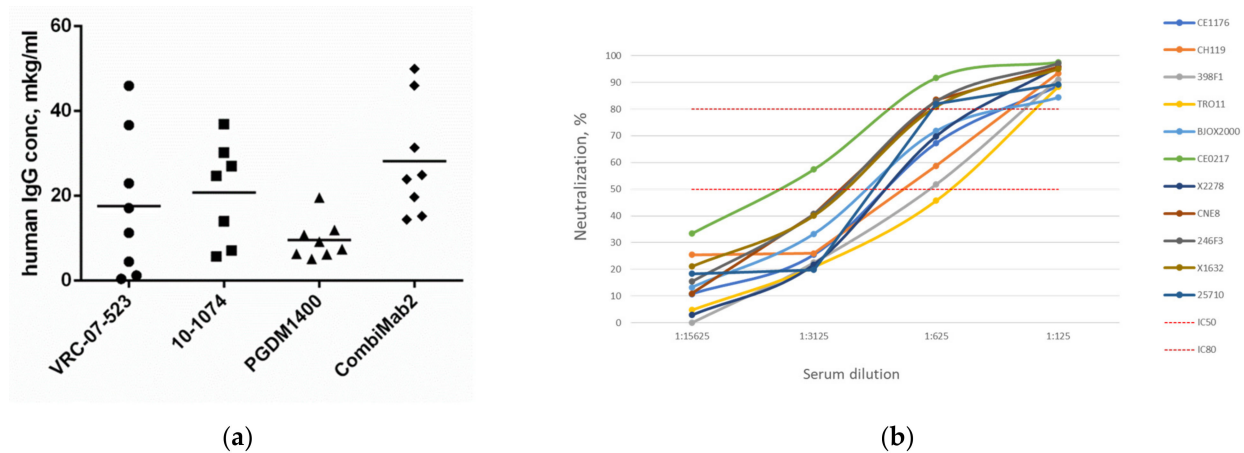 human IgG conc, mkg/ml
60
40
20
0
VRC-07-523
10-1074
PGDM1400
CombiMab2
(a)
Neutralization, %
100
90
80
70
60
50
40
30
20
10
0
1:15625
1:3125
1:625
1:125
Serum dilution
CE1176
CH119
398F1
TRO11
BJOX2000
CE0217
X2278
CNE8
246F3
X1632
25710
IC50
IC80
(b)